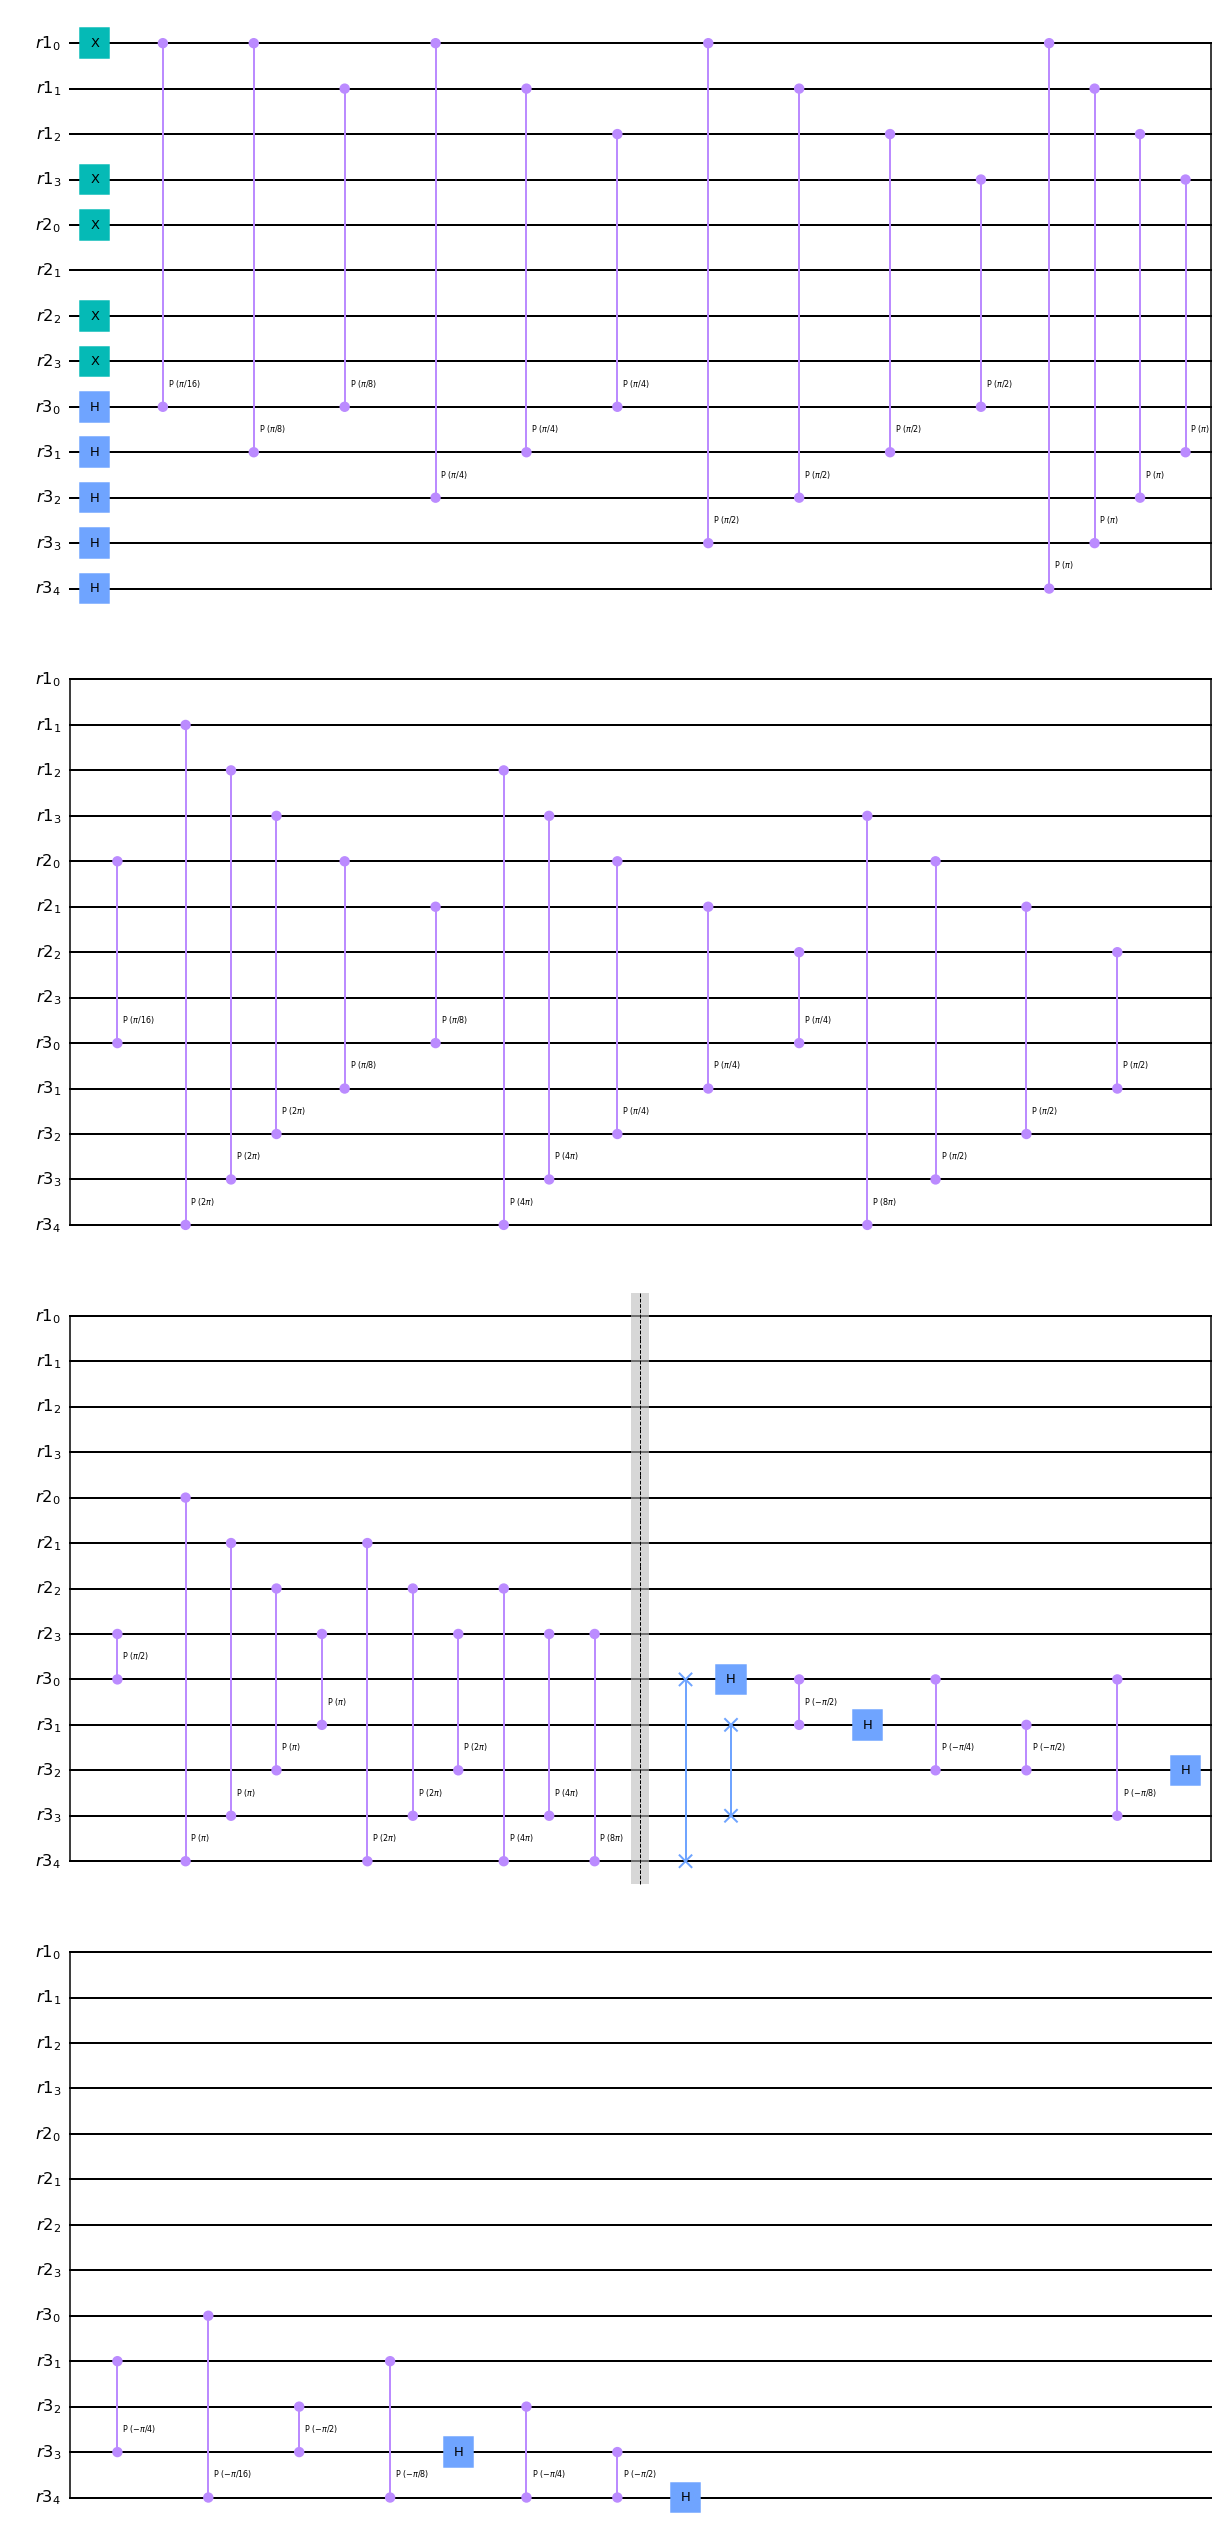 r1₀ X
r1₁
r1₂
r1₃ X
r2₀ X
r2₁
r2₂ X
r2₃ X
P (π/16) P (π/8) P (π/4) P (π/2)
r3₀ H
P (π/8) P (π/4) P (π/2) P (π)
r3₁ H
P (π/4) P (π/2) P (π)
r3₂ H
P (π/2) P (π)
r3₃ H
P (π)
r3₄ H
r1₀
r1₁
r1₂
r1₃
r2₀
r2₁
r2₂
r2₃
P (π/16) P (π/8) P (π/4)
r3₀
P (π/8) P (π/4) P (π/2)
r3₁
P (2π) P (π/4) P (π/2)
r3₂
P (2π) P (4π) P (π/2)
r3₃
P (2π) P (4π) P (8π)
r3₄
r1₀
r1₁
r1₂
r1₃
r2₀
r2₁
r2₂
r2₃
P (π/2)
r3₀ H
P (π) P (−π/2)
r3₁ H
P (π) P (2π) P (−π/4) P (−π/2)
r3₂ H
P (π) P (2π) P (4π) P (−π/8)
r3₃
P (π) P (2π) P (4π) P (8π)
r3₄
r1₀
r1₁
r1₂
r1₃
r2₀
r2₁
r2₂
r2₃
r3₀
r3₁
r3₂
P (−π/4) P (−π/2)
r3₃ H
P (−π/16) P (−π/8) P (−π/4) P (−π/2)
r3₄ H